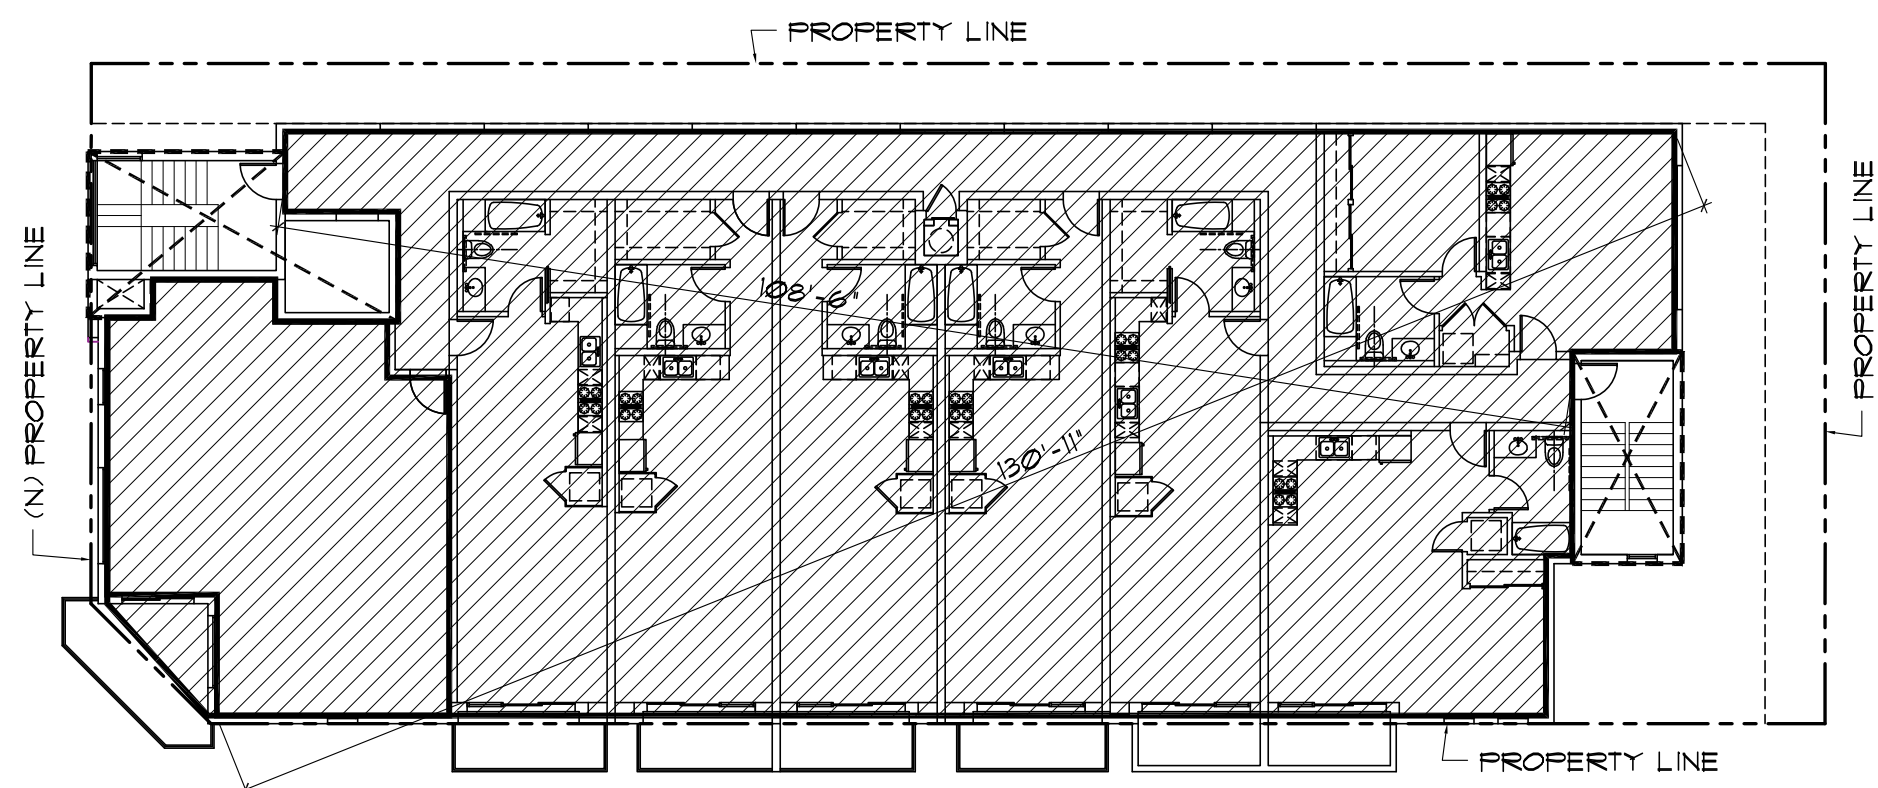 PROPERTY LINE
PROPERTY LINE
(N) PROPERTY LINE
108'-6"
130'-11"
PROPERTY LINE